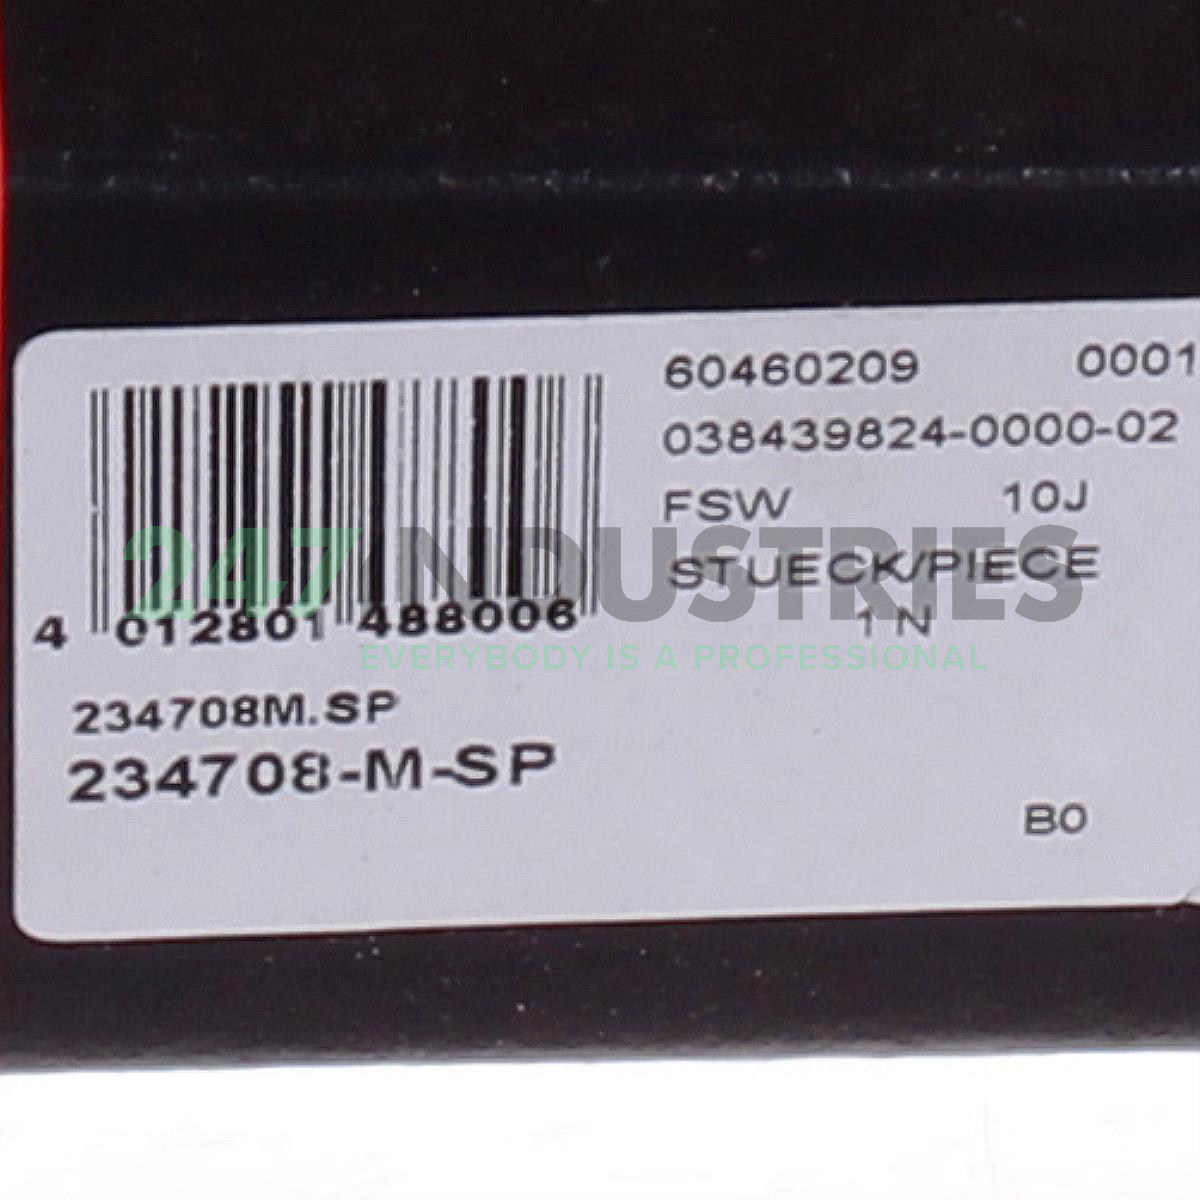 60460209 0001
038439824-0000-02
FSW 10J
STUECK/PIECE
1 N
4 012801 488006
234708M.SP
234708-M-SP
B0
247 INDUSTRIES
EVERYBODY IS A PROFESSIONAL